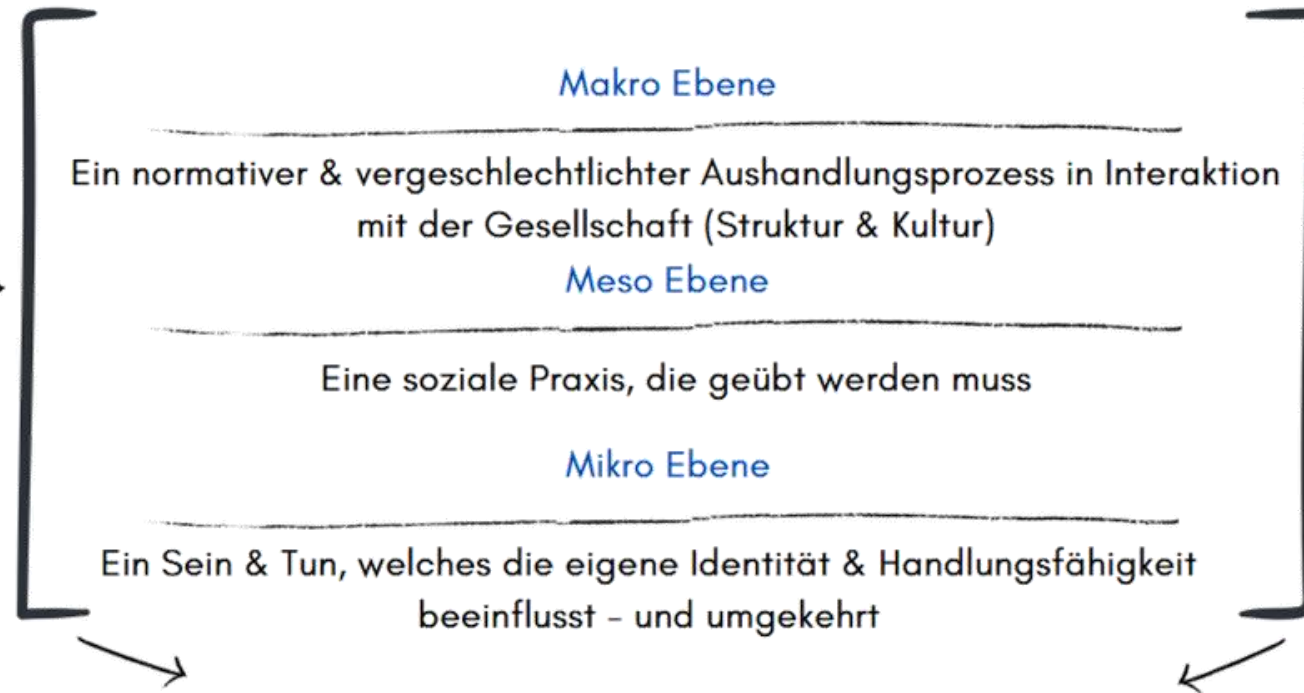 Makro Ebene
Ein normativer & vergeschlechtlichter Aushandlungsprozess in Interaktion
mit der Gesellschaft (Struktur & Kultur)
Meso Ebene
Eine soziale Praxis, die geübt werden muss
Mikro Ebene
Ein Sein & Tun, welches die eigene Identität & Handlungsfähigkeit
beeinflusst - und umgekehrt